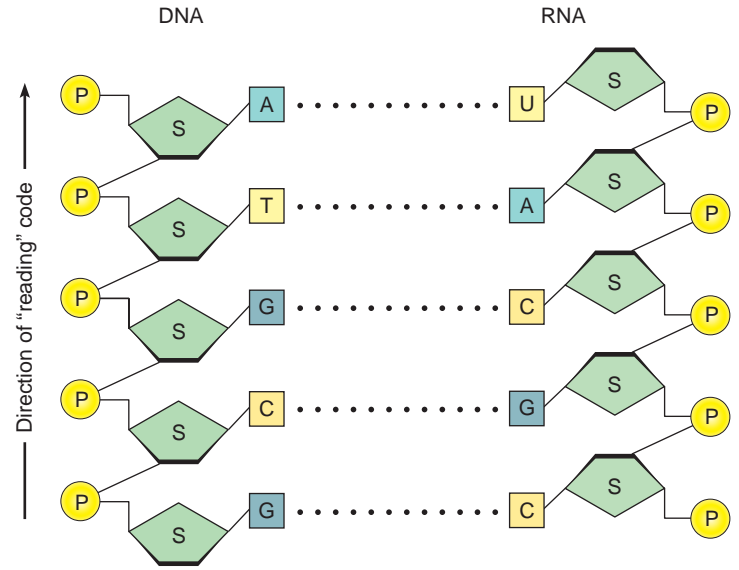 DNA RNA
Direction of “reading” code
P S A U S P
P S T A S P
P S G C S P
P S C G S P
P S G C S P